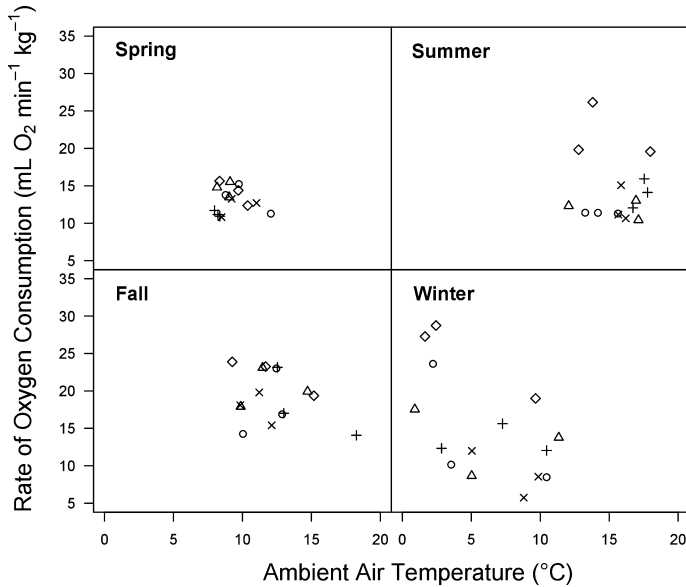 Rate of Oxygen Consumption (mL O₂ min⁻¹ kg⁻¹)
35
30
25
20
15
10
5
Spring
Summer
35
30
25
20
15
10
5
Fall
Winter
0 5 10 15 20 0 5 10 15 20
Ambient Air Temperature (°C)